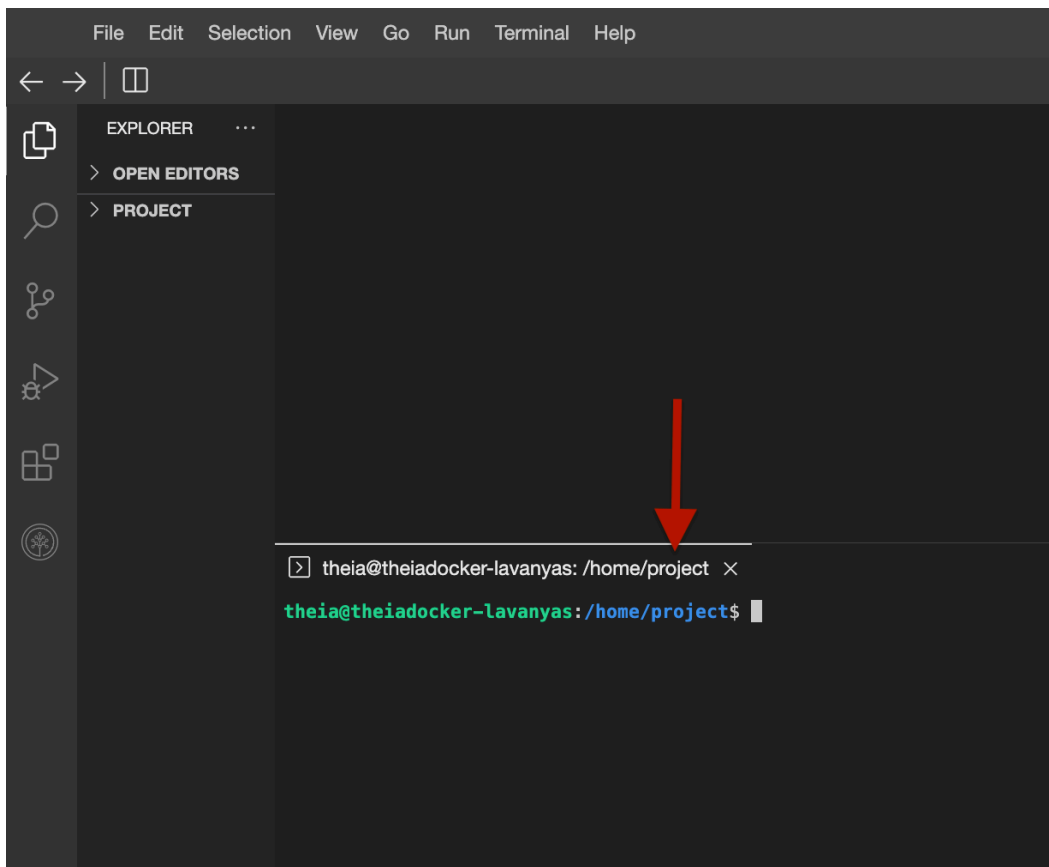 File Edit Selection View Go Run Terminal Help
EXPLORER ···
OPEN EDITORS
PROJECT
theia@theiadocker-lavanyas: /home/project
theia@theiadocker-lavanyas:/home/project$